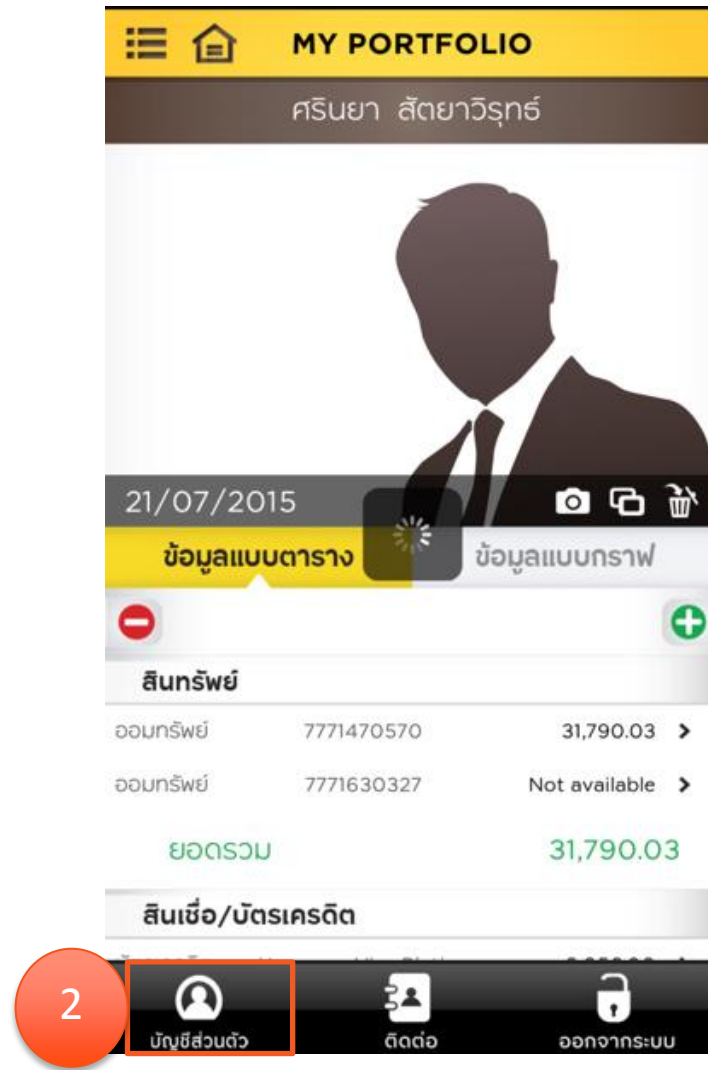 MY PORTFOLIO
ศรินยา สัตยาวิรุทธ์
21/07/2015
ข้อมูลแบบตาราง ข้อมูลแบบกราฟ
สินทรัพย์
ออมทรัพย์ 7771470570 31,790.03
ออมทรัพย์ 7771630327 Not available
ยอดรวม 31,790.03
สินเชื่อ/บัตรเครดิต
2
บัญชีส่วนตัว ติดต่อ ออกจากระบบ